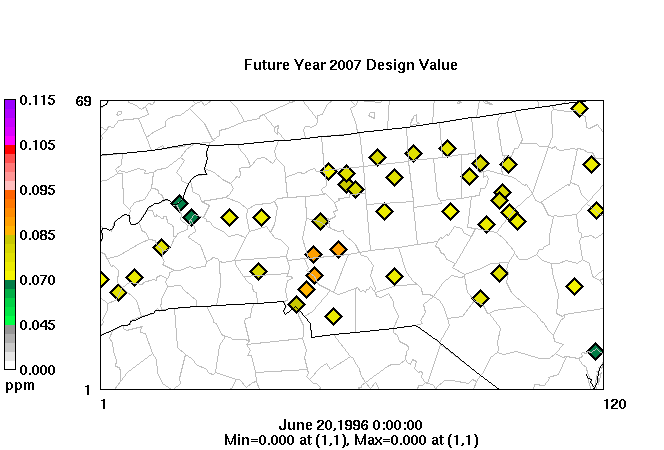 Future Year 2007 Design Value
0.115
0.105
0.095
0.085
0.070
0.045
0.000
ppm
69
1
1
120
June 20,1996 0:00:00
Min=0.000 at (1,1), Max=0.000 at (1,1)